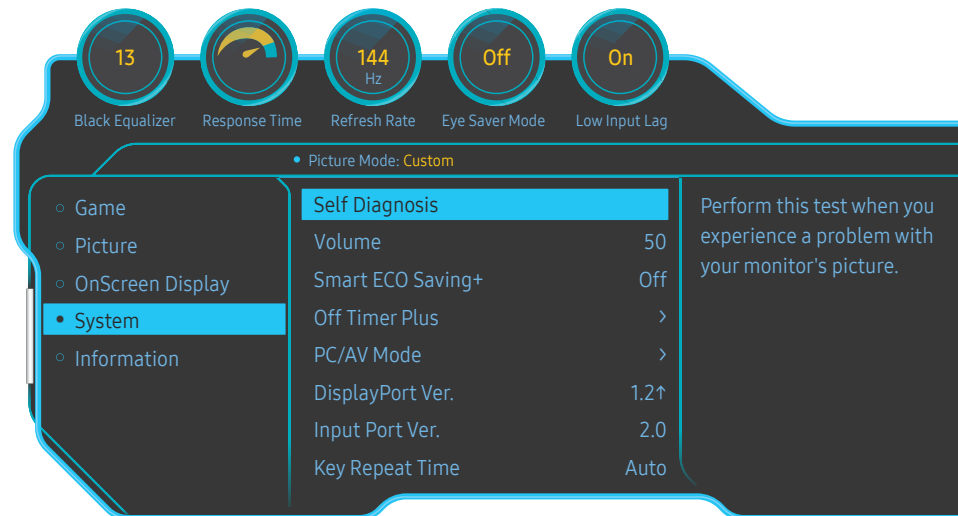 13
144
Hz
Off
On
Black Equalizer
Response Time
Refresh Rate
Eye Saver Mode
Low Input Lag
Picture Mode: Custom
Game
Picture
OnScreen Display
System
Information
Self Diagnosis
Volume 50
Smart ECO Saving+ Off
Off Timer Plus >
PC/AV Mode >
DisplayPort Ver. 1.2↑
Input Port Ver. 2.0
Key Repeat Time Auto
Perform this test when you
experience a problem with
your monitor's picture.